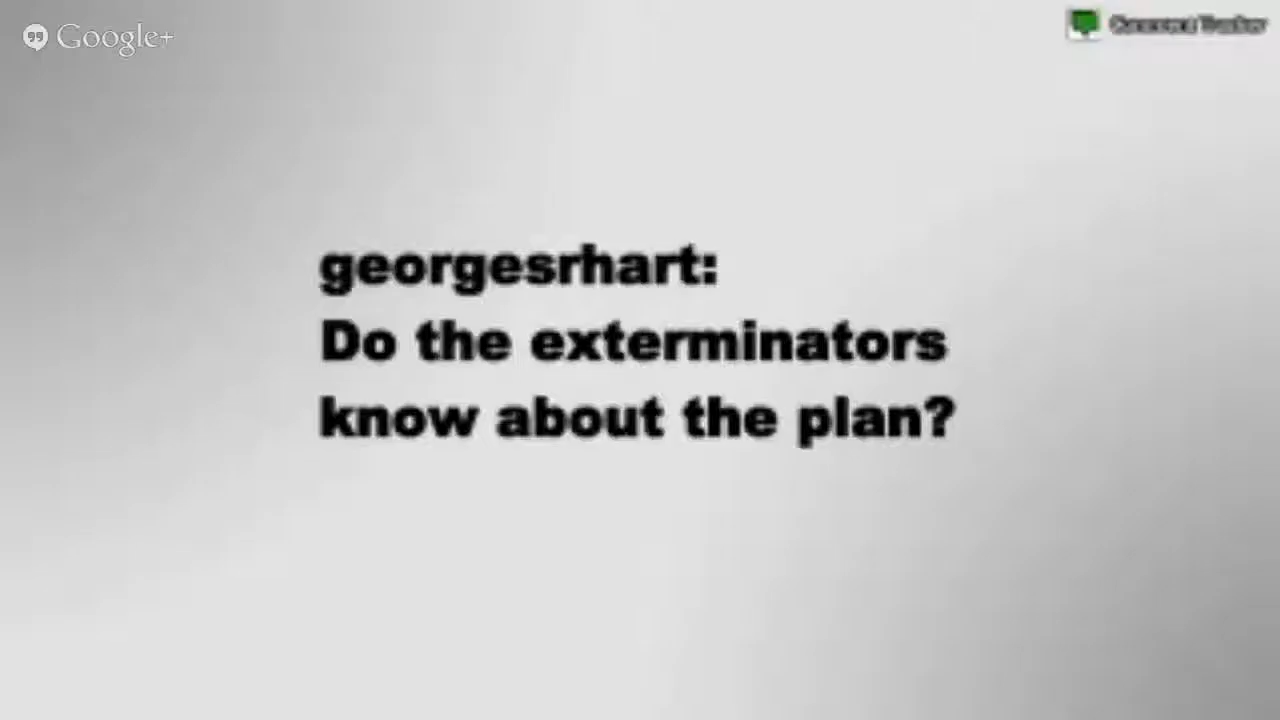 Google+
georgesrhart:
Do the exterminators
know about the plan?